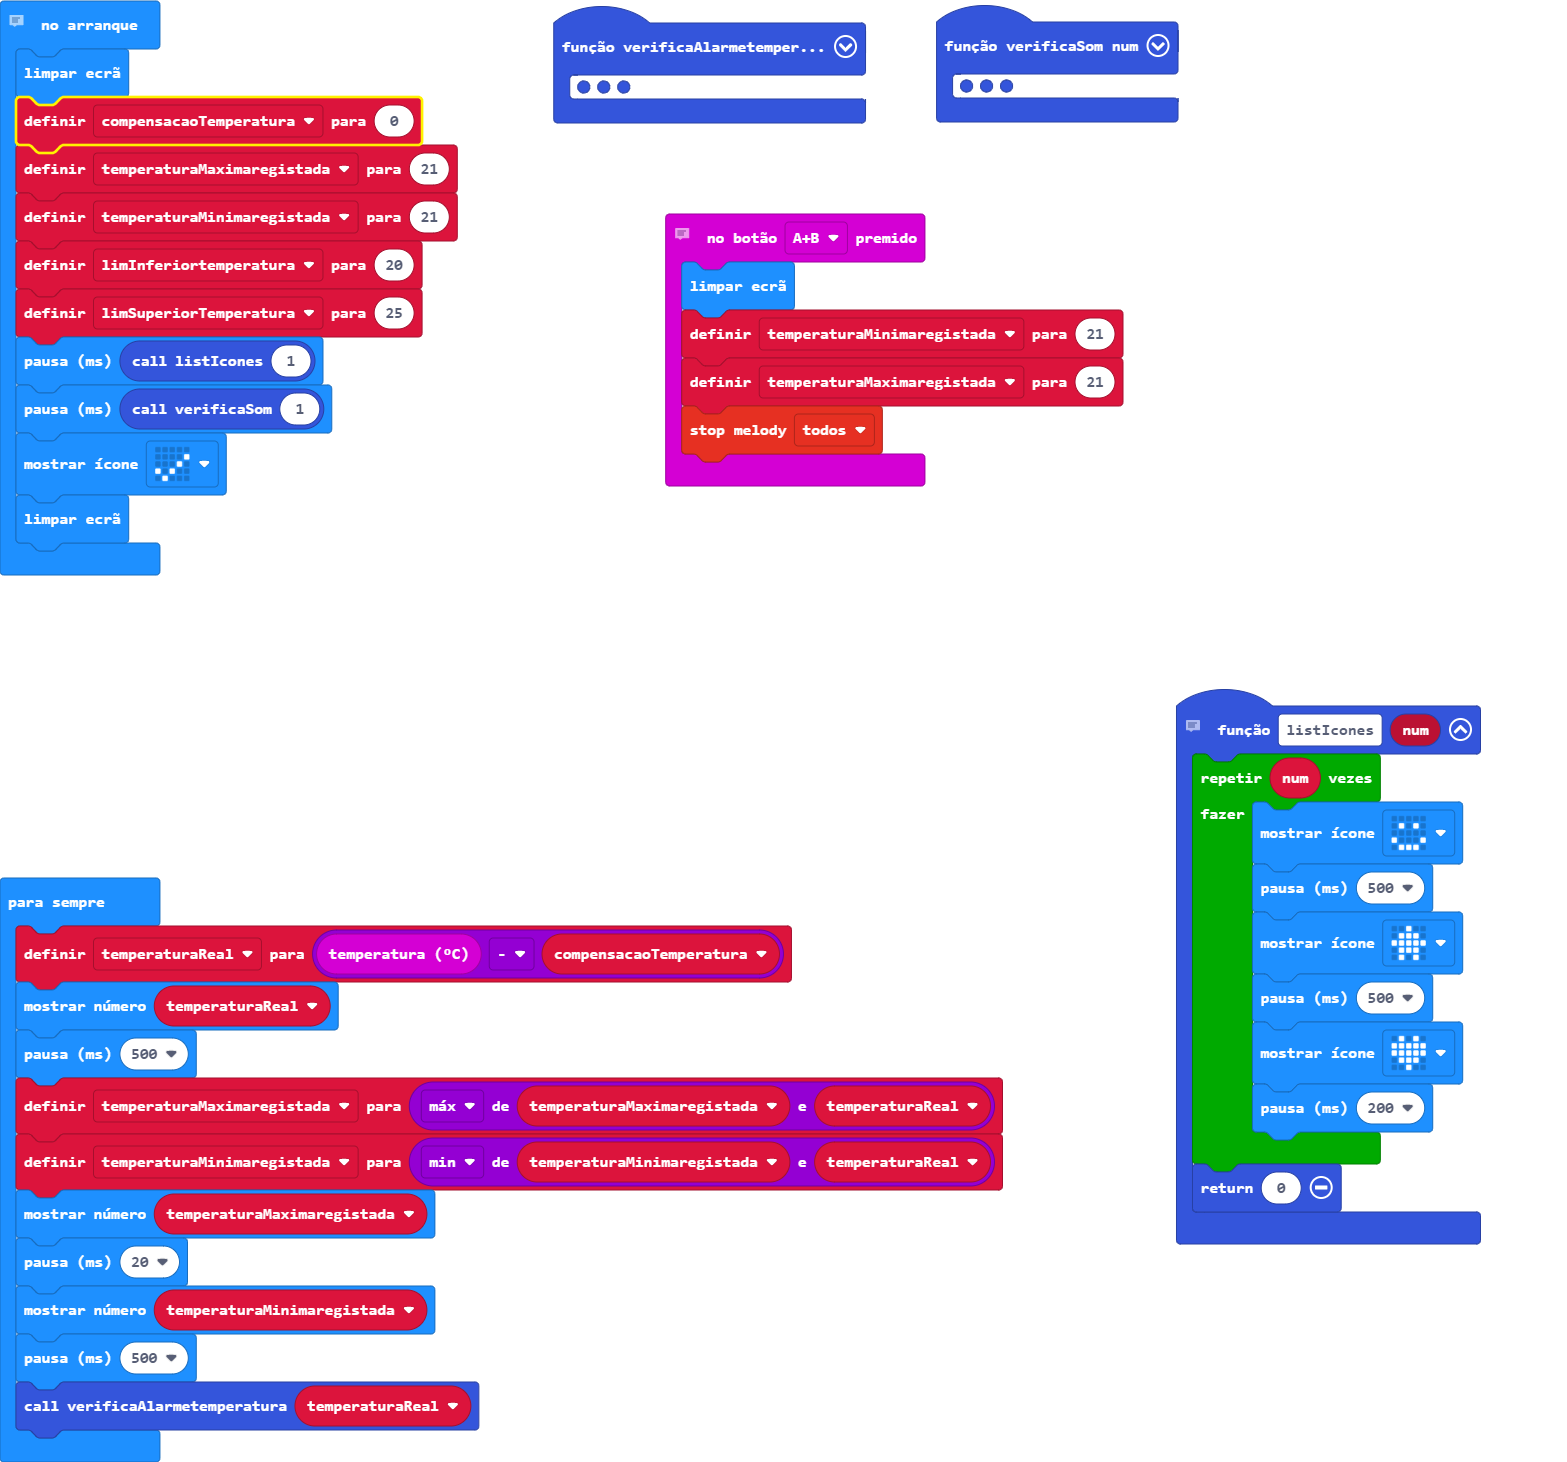 no arranque
limpar ecrã
definir compensacaoTemperatura para 0
definir temperaturaMaximaregistada para 21
definir temperaturaMinimaregistada para 21
definir limInferiortemperatura para 20
definir limSuperiorTemperatura para 25
pausa (ms) call listIcones 1
pausa (ms) call verificaSom 1
mostrar ícone
limpar ecrã
função verificaAlarmetemper...
função verificaSom num
no botão A+B premido
limpar ecrã
definir temperaturaMinimaregistada para 21
definir temperaturaMaximaregistada para 21
stop melody todos
para sempre
definir temperaturaReal para temperatura (ºC) - compensacaoTemperatura
mostrar número temperaturaReal
pausa (ms) 500
definir temperaturaMaximaregistada para máx de temperaturaMaximaregistada e temperaturaReal
definir temperaturaMinimaregistada para min de temperaturaMinimaregistada e temperaturaReal
mostrar número temperaturaMaximaregistada
pausa (ms) 20
mostrar número temperaturaMinimaregistada
pausa (ms) 500
call verificaAlarmetemperatura temperaturaReal
função listIcones num
repetir num vezes
fazer
mostrar ícone
pausa (ms) 500
mostrar ícone
pausa (ms) 500
mostrar ícone
pausa (ms) 200
return 0